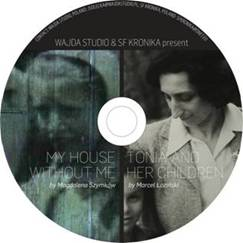 WAJDA STUDIO & SF KRONIKA present
MY HOUSE
WITHOUT ME
by Magdalena Szymków
TONIA AND
HER CHILDREN
by Marcel Łoziński